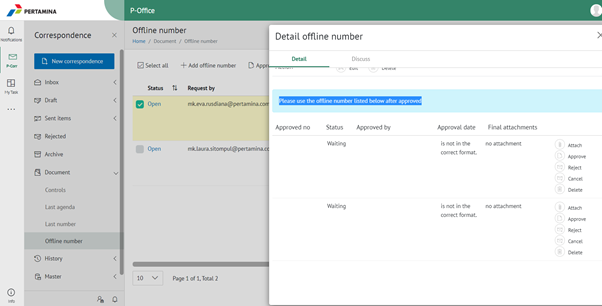 PERTAMINA
P-Office
Notifications
P-Corr
My Task
Info
Correspondence
New correspondence
Inbox
Draft
Sent items
Rejected
Archive
Document
Controls
Last agenda
Last number
Offline number
History
Master
Offline number
Home / Document / Offline number
Select all
Add offline number
Status
Request by
Open
mk.eva.nusdiana@pertamina.com
Open
mk.laura.sitompul@pertamina
10
Page 1 of 1, Total 2
Detail offline number
Detail
Discuss
Edit
Delete
Please use the offline number listed below after approved
Approved no Status Approved by Approval date Final attachments
Waiting
is not in the
correct format.
no attachment
Attach
Approve
Reject
Cancel
Delete
Waiting
is not in the
correct format.
no attachment
Attach
Approve
Reject
Cancel
Delete